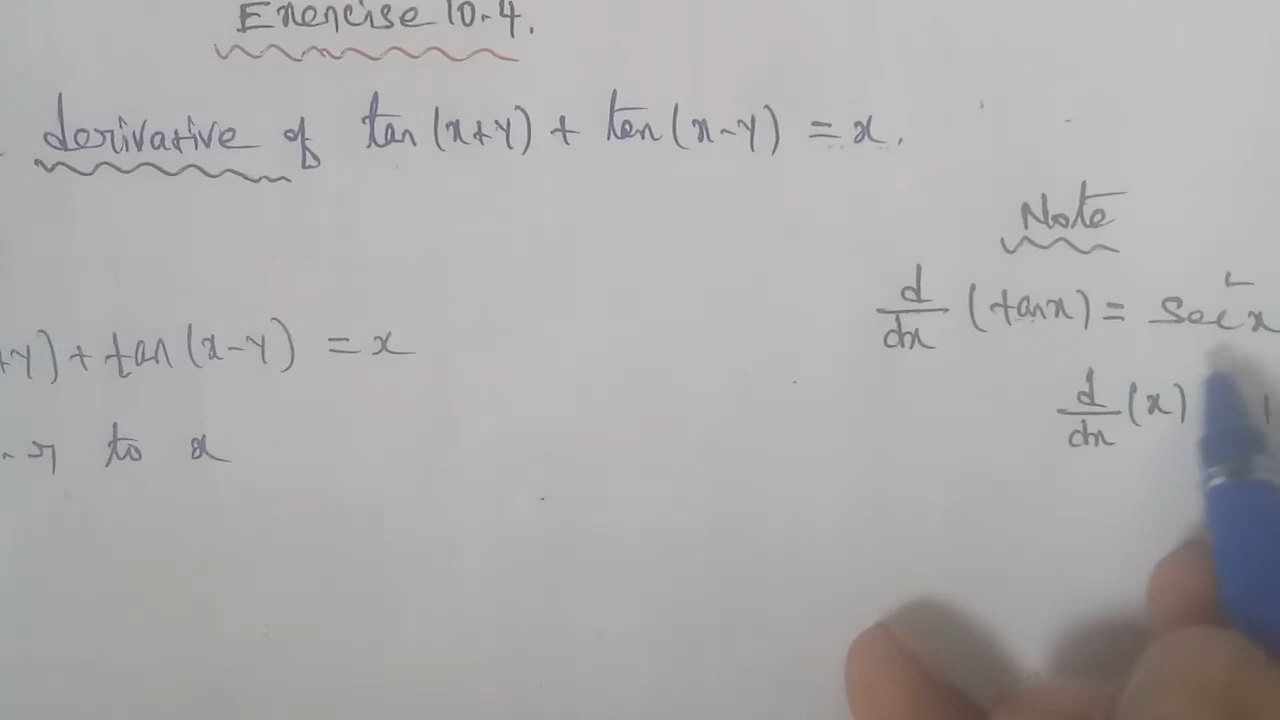 Exercise 10.4.
derivative of tan(x+y) + tan(x-y) = x.
Note
d/dx (tanx) = Sec²x
+y) + tan(x-y) = x
d/dx (x)
to x